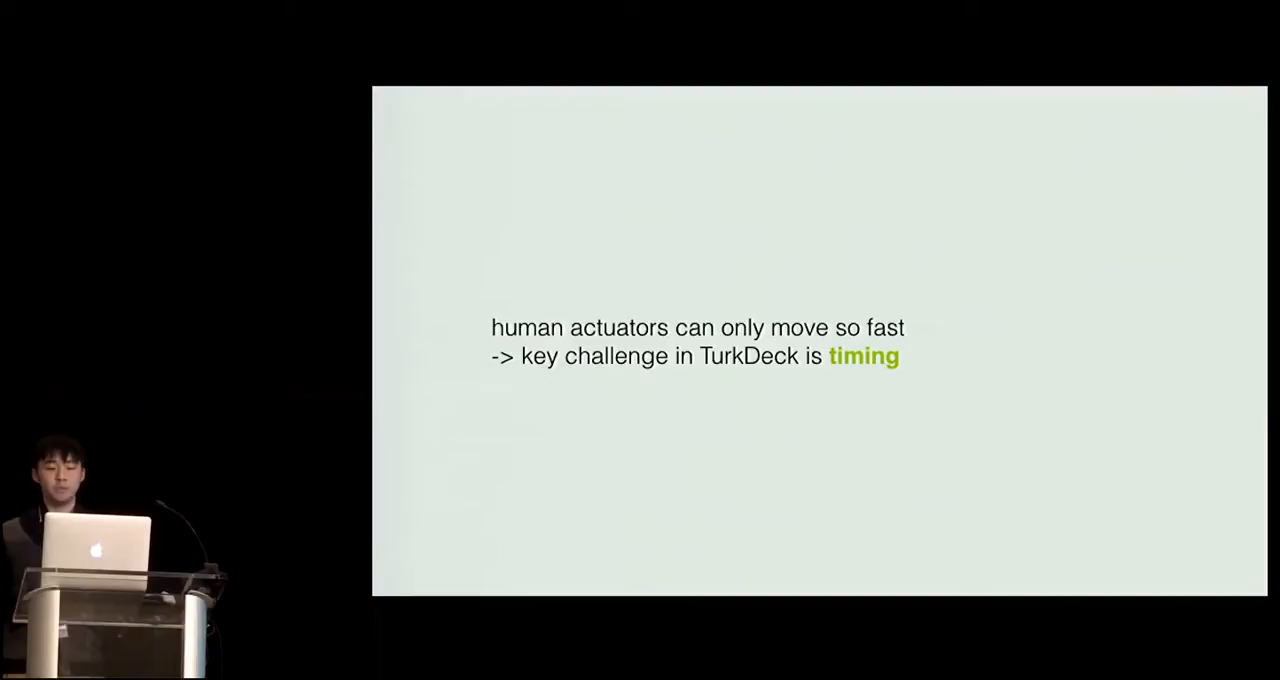 human actuators can only move so fast
-> key challenge in TurkDeck is timing